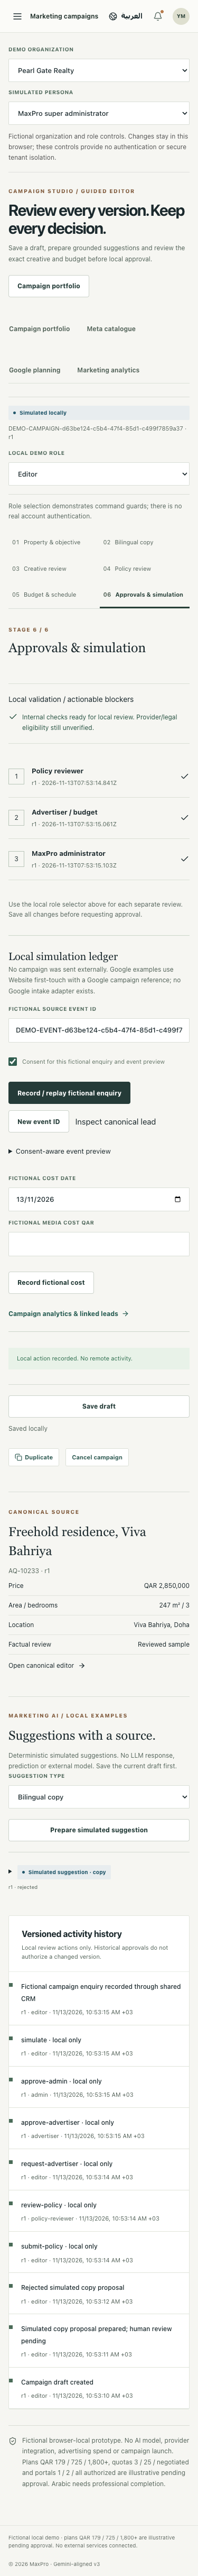 Marketing campaigns
العربية
YM
DEMO ORGANIZATION
Pearl Gate Realty
SIMULATED PERSONA
MaxPro super administrator
Fictional organization and role controls. Changes stay in this
browser; these controls provide no authentication or secure
tenant isolation.
CAMPAIGN STUDIO / GUIDED EDITOR
Review every version. Keep
every decision.
Save a draft, prepare grounded suggestions and review the
exact creative and budget before local approval.
Campaign portfolio
Campaign portfolio
Meta catalogue
Google planning
Marketing analytics
Simulated locally
DEMO-CAMPAIGN-d63be124-c5b4-47f4-85d1-c499f7859a37 ·
r1
LOCAL DEMO ROLE
Editor
Role selection demonstrates command guards; there is no
real account authentication.
01 Property & objective
02 Bilingual copy
03 Creative review
04 Policy review
05 Budget & schedule
06 Approvals & simulation
STAGE 6 / 6
Approvals & simulation
Local validation / actionable blockers
Internal checks ready for local review. Provider/legal
eligibility still unverified.
1
Policy reviewer
r1 · 2026-11-13T07:53:14.841Z
2
Advertiser / budget
r1 · 2026-11-13T07:53:15.061Z
3
MaxPro administrator
r1 · 2026-11-13T07:53:15.103Z
Use the local role selector above for each separate review.
Save all changes before requesting approval.
Local simulation ledger
No campaign was sent externally. Google examples use
Website first-touch with a Google campaign reference; no
Google intake adapter exists.
FICTIONAL SOURCE EVENT ID
DEMO-EVENT-d63be124-c5b4-47f4-85d1-c499f7
Consent for this fictional enquiry and event preview
Record / replay fictional enquiry
New event ID
Inspect canonical lead
Consent-aware event preview
FICTIONAL COST DATE
13/11/2026
FICTIONAL MEDIA COST QAR
Record fictional cost
Campaign analytics & linked leads
Local action recorded. No remote activity.
Save draft
Saved locally
Duplicate
Cancel campaign
CANONICAL SOURCE
Freehold residence, Viva
Bahriya
AQ-10233 · r1
Price
QAR 2,850,000
Area / bedrooms
247 m² / 3
Location
Viva Bahriya, Doha
Factual review
Reviewed sample
Open canonical editor
MARKETING AI / LOCAL EXAMPLES
Suggestions with a source.
Deterministic simulated suggestions. No LLM response,
prediction or external copy. Save the current draft first.
SUGGESTION TYPE
Bilingual copy
Prepare simulated suggestion
Simulated suggestion · copy
r1 · rejected
Versioned activity history
Local review actions only. Historical approvals do not
authorize a changed version.
Fictional campaign enquiry recorded through shared
CRM
r1 · editor · 11/13/2026, 10:53:15 AM +03
simulate · local only
r1 · editor · 11/13/2026, 10:53:15 AM +03
approve-admin · local only
r1 · admin · 11/13/2026, 10:53:15 AM +03
approve-advertiser · local only
r1 · advertiser · 11/13/2026, 10:53:15 AM +03
request-advertiser · local only
r1 · editor · 11/13/2026, 10:53:14 AM +03
review-policy · local only
r1 · policy-reviewer · 11/13/2026, 10:53:14 AM +03
submit-policy · local only
r1 · editor · 11/13/2026, 10:53:14 AM +03
Rejected simulated copy proposal
r1 · editor · 11/13/2026, 10:53:12 AM +03
Simulated copy proposal prepared; human review
pending
r1 · editor · 11/13/2026, 10:53:11 AM +03
Campaign draft created
r1 · editor · 11/13/2026, 10:53:10 AM +03
Fictional browser-local prototype. No AI model, provider
integration, advertising spend or campaign launch.
Plans QAR 179 / 725 / 1,800+, quotas 3 / 25 / negotiated
and portals 1 / 2 / all authorized are illustrative pending
agreement. Arabic needs professional completion.
Fictional local demo · plans QAR 179 / 725 / 1,800+ are illustrative
pending approval. No external services connected.
© 2026 MaxPro · Gemini-aligned v3